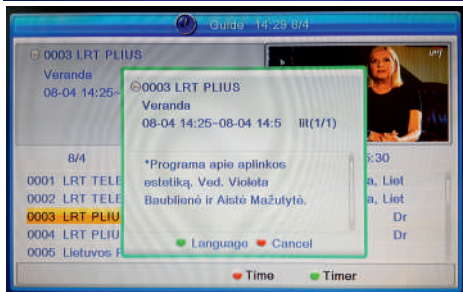 Guide 14:29 8/4
0003 LRT PLIUS
Veranda
08-04 14:25~
0003 LRT PLIUS
Veranda
08-04 14:25~08-04 14:5 lit(1/1)
*Programa apie aplinkos
estetiką. Ved. Violeta
Baublienė ir Aistė Mažutytė.
Language Cancel
8/4 5:30
0001 LRT TELE a, Liet
0002 LRT TELE a, Liet
0003 LRT PLIU Dr
0004 LRT PLIU Dr
0005 Lietuvos R
Time Timer